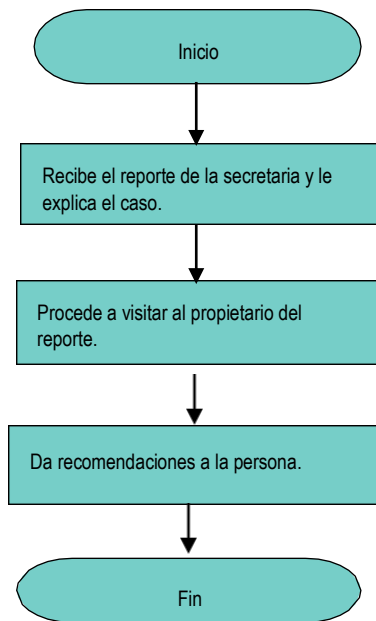 Inicio
Recibe el reporte de la secretaria y le
explica el caso.
Procede a visitar al propietario del
reporte.
Da recomendaciones a la persona.
Fin